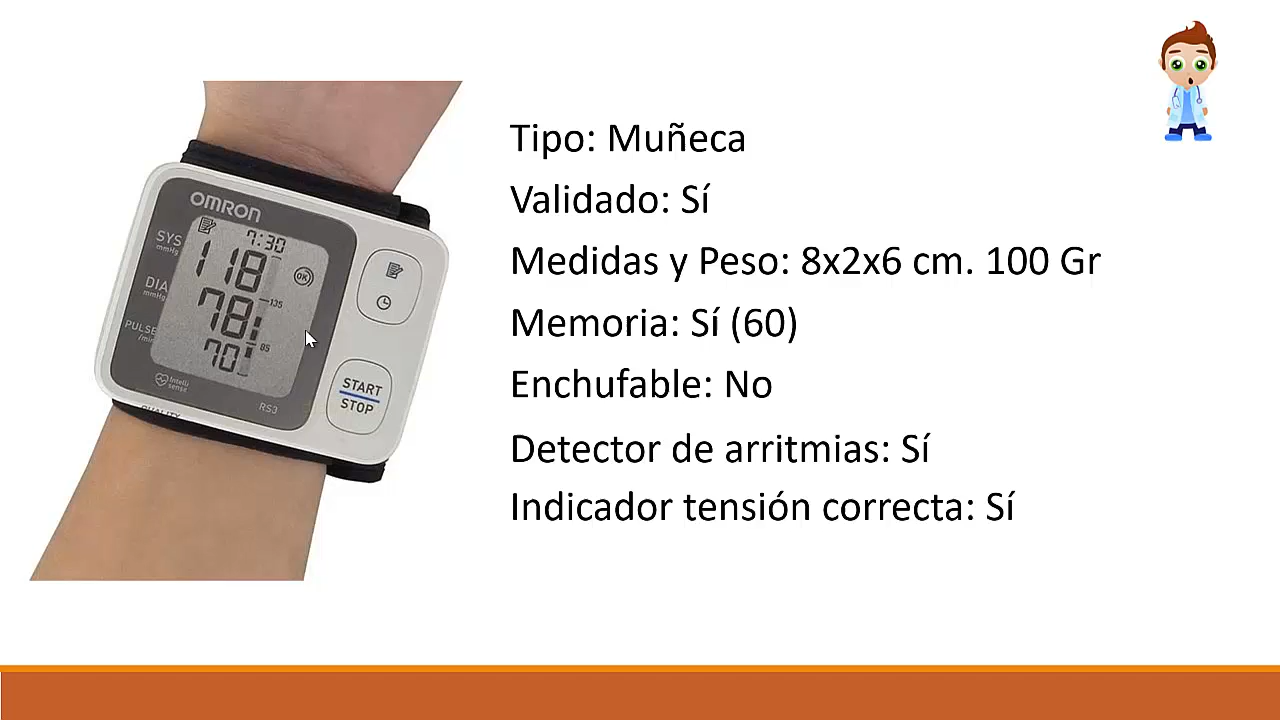 OMRON
7:30
SYS
mmHg
118
OK
DIA
mmHg
135
78
PULSE
/min
85
70
Intelli
sense
RS3
QUALITY
START
STOP
Tipo: Muñeca
Validado: Sí
Medidas y Peso: 8x2x6 cm. 100 Gr
Memoria: Sí (60)
Enchufable: No
Detector de arritmias: Sí
Indicador tensión correcta: Sí